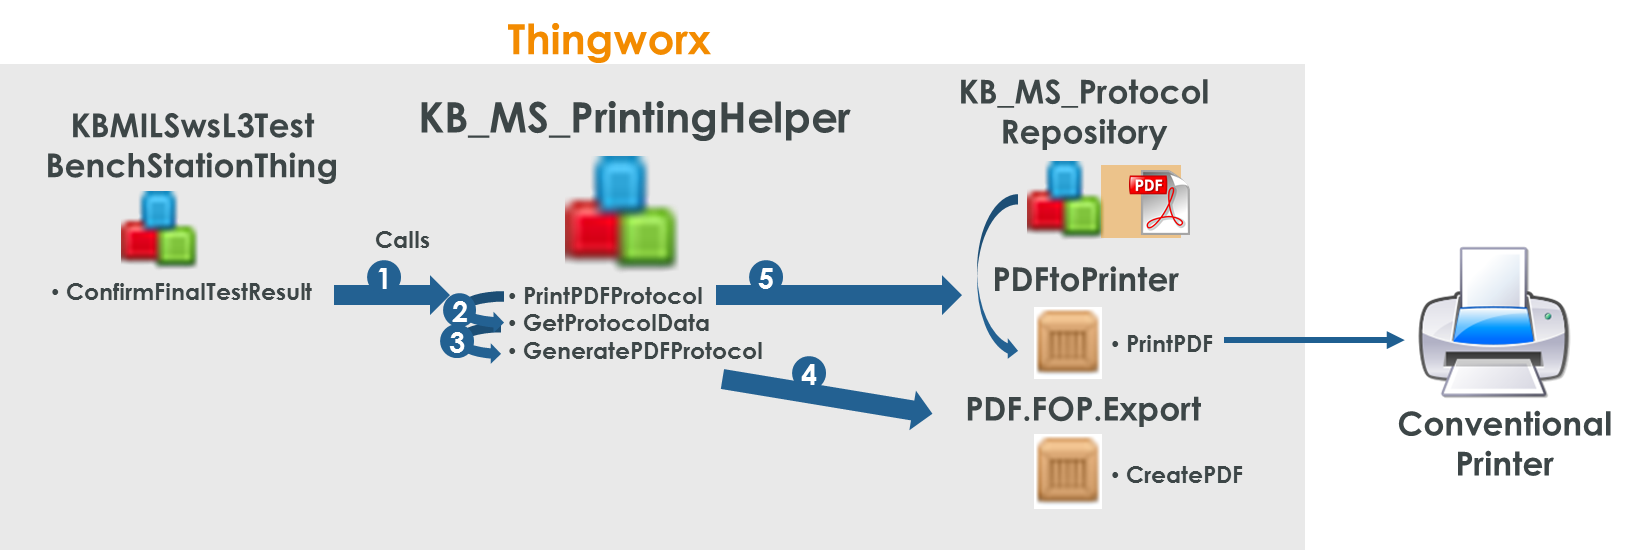 Thingworx
KBMILSwsL3Test
BenchStationThing
• ConfirmFinalTestResult
Calls
1
KB_MS_PrintingHelper
• PrintPDFProtocol
2
• GetProtocolData
3
• GeneratePDFProtocol
5
4
KB_MS_Protocol
Repository
PDF
PDFtoPrinter
• PrintPDF
PDF.FOP.Export
• CreatePDF
Conventional
Printer